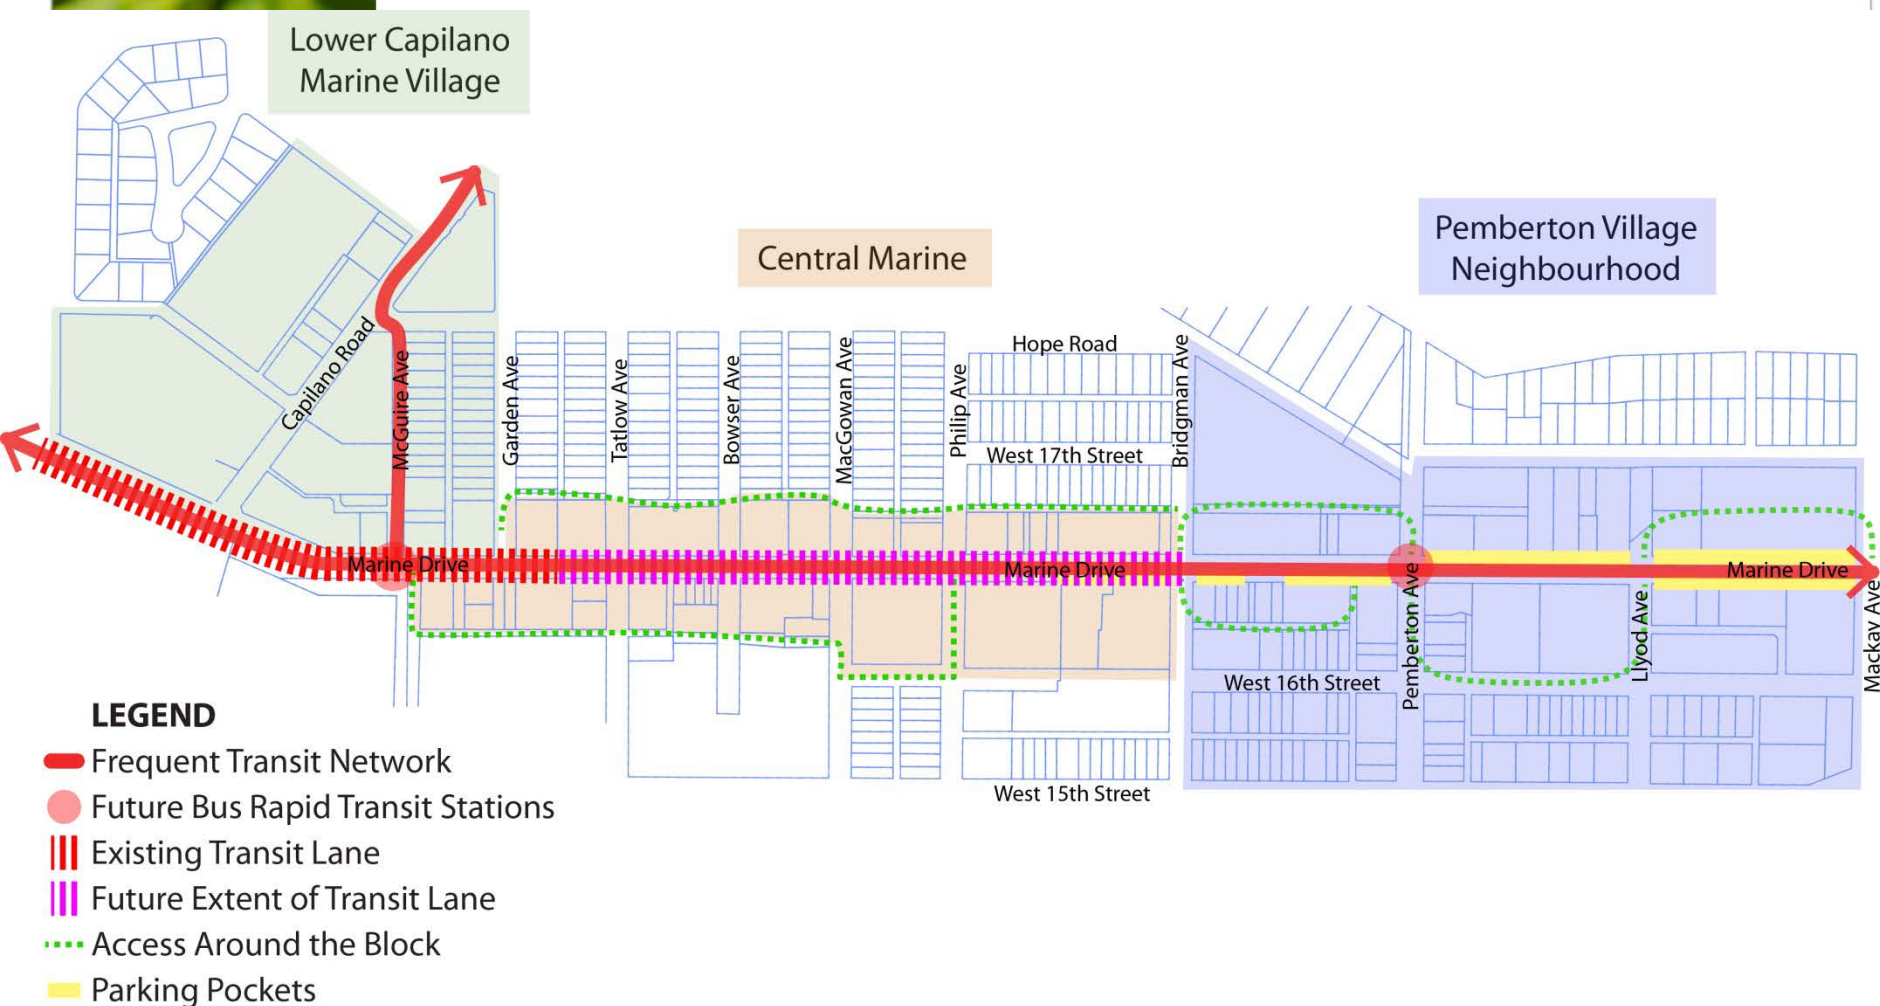 Lower Capilano
Marine Village
Central Marine
Pemberton Village
Neighbourhood
Capilano Road
McGuire Ave
Garden Ave
Tatlow Ave
Bowser Ave
MacGowan Ave
Philip Ave
Hope Road
West 17th Street
Bridgman Ave
Marine Drive
Marine Drive
Marine Drive
Pemberton Ave
Llyod Ave
Mackay Ave
West 16th Street
West 15th Street
LEGEND
Frequent Transit Network
Future Bus Rapid Transit Stations
Existing Transit Lane
Future Extent of Transit Lane
Access Around the Block
Parking Pockets